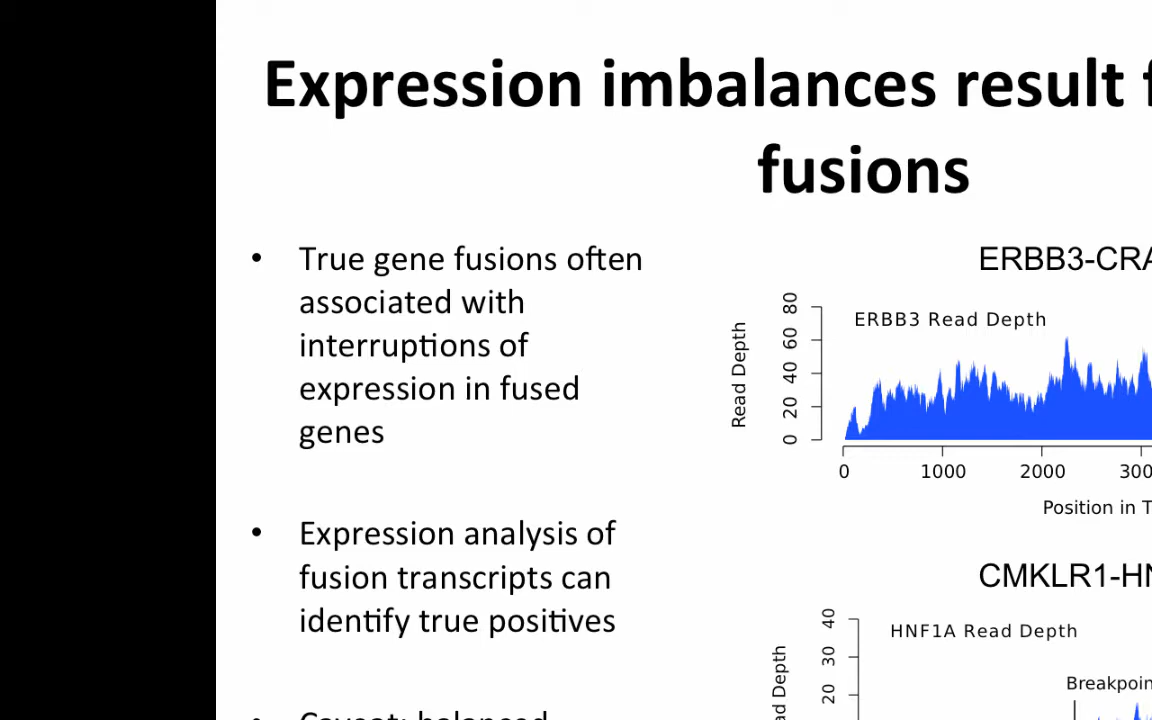 Expression imbalances result
fusions
• True gene fusions often
associated with
interruptions of
expression in fused
genes
• Expression analysis of
fusion transcripts can
identify true positives
• Caveat: balanced
ERBB3-CRA
ERBB3 Read Depth
Read Depth
80
60
40
20
0
0 1000 2000 300
Position in T
CMKLR1-HN
HNF1A Read Depth
ad Depth
40
30
20
Breakpoin